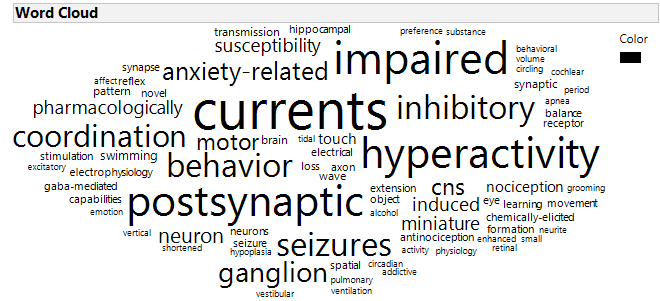 Word Cloud
Color
transmission hippocampal preference substance
susceptibility impaired behavioral
volume
synapse anxiety-related circling cochlear
affect reflex synaptic period
pattern novel
pharmacologically currents inhibitory apnea
balance
receptor
coordination motor brain tidal touch
electrical
stimulation swimming behavior loss axon hyperactivity
excitatory electrophysiology wave
gaba-mediated
capabilities postsynaptic extension cns nociception grooming
object induced eye learning movement
emotion alcohol miniature chemically-elicited
vertical neuron neurons seizures antinociception formation neurite
seizure enhanced small
shortened hypoplasia activity physiology retinal
ganglion spatial circadian
addictive
pulmonary
vestibular ventilation